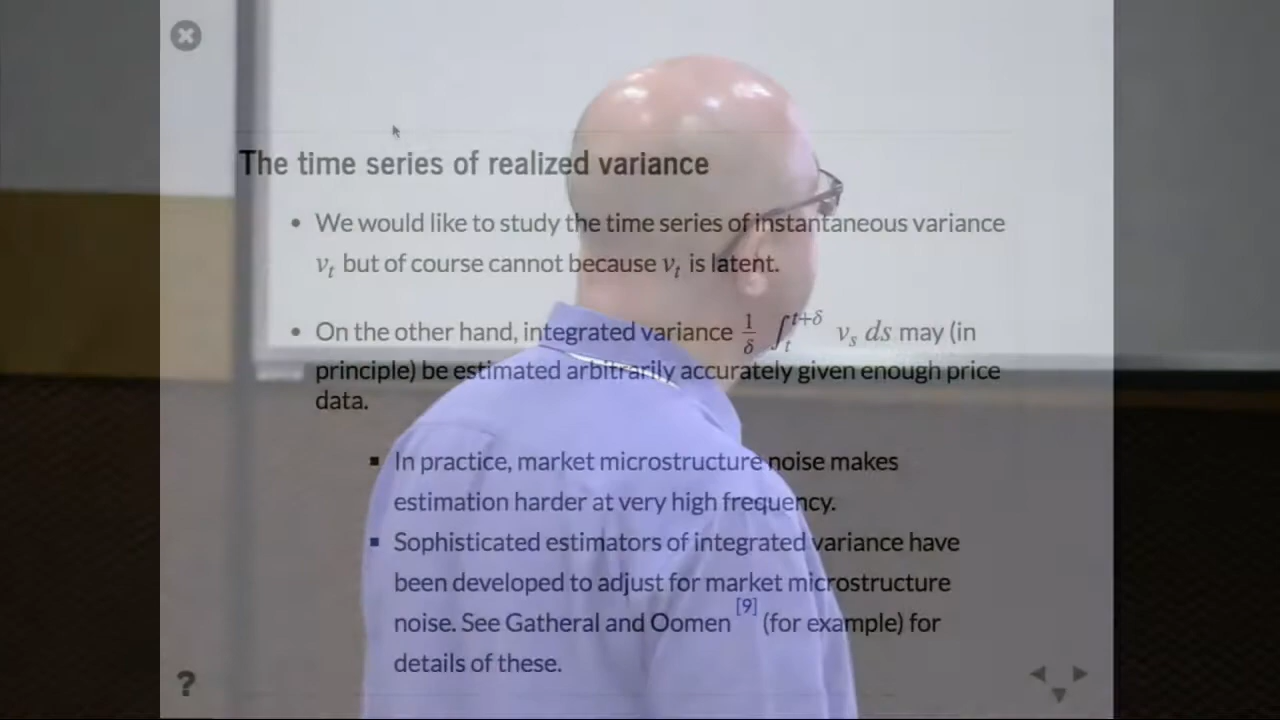 The time series of realized variance
• We would like to study the time series of instantaneous variance
vₜ but of course cannot because vₜ is latent.
• On the other hand, integrated variance 1/δ ∫ₜᵗ⁺ᵟ vₛ ds may (in
principle) be estimated arbitrarily accurately given enough price
data.
▪ In practice, market microstructure noise makes
estimation harder at very high frequency.
▪ Sophisticated estimators of integrated variance have
been developed to adjust for market microstructure
noise. See Gatheral and Oomen [9] (for example) for
details of these.
?